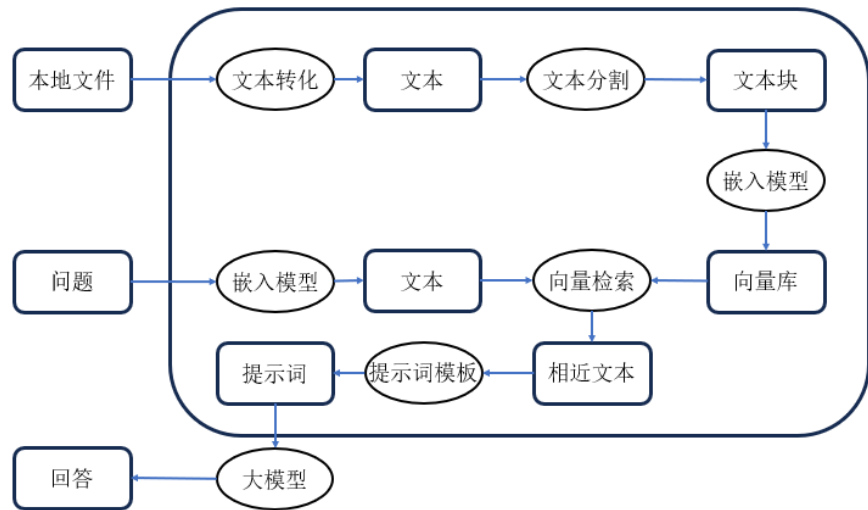 本地文件
文本转化
文本
文本分割
文本块
嵌入模型
问题
嵌入模型
文本
向量检索
向量库
提示词
提示词模板
相近文本
回答
大模型